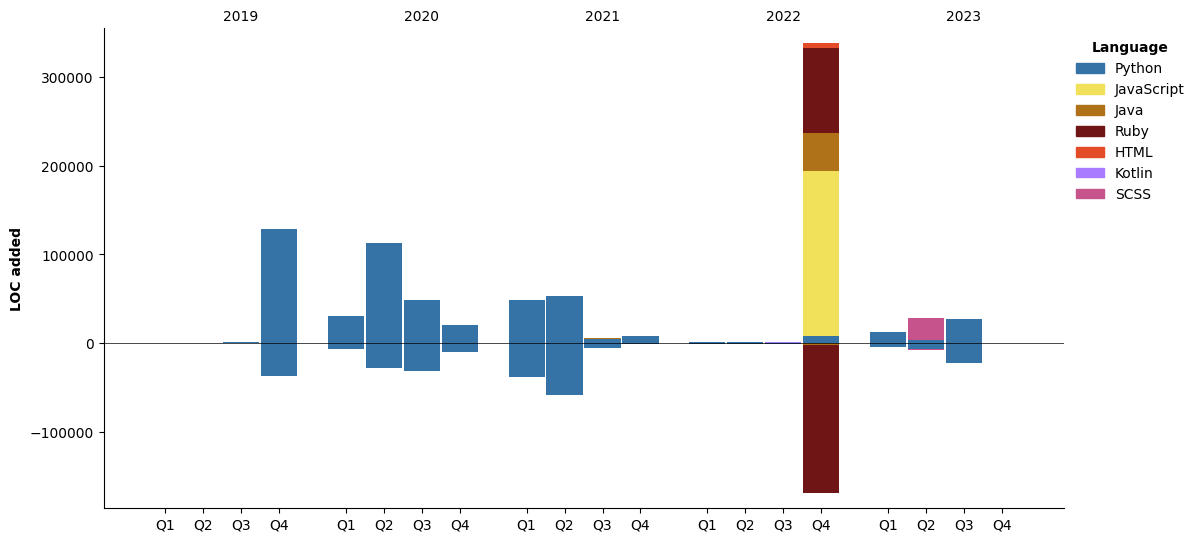 2019 2020 2021 2022 2023
Language
Python
JavaScript
Java
Ruby
HTML
Kotlin
SCSS
LOC added
300000
200000
100000
0
−100000
Q1 Q2 Q3 Q4 Q1 Q2 Q3 Q4 Q1 Q2 Q3 Q4 Q1 Q2 Q3 Q4 Q1 Q2 Q3 Q4